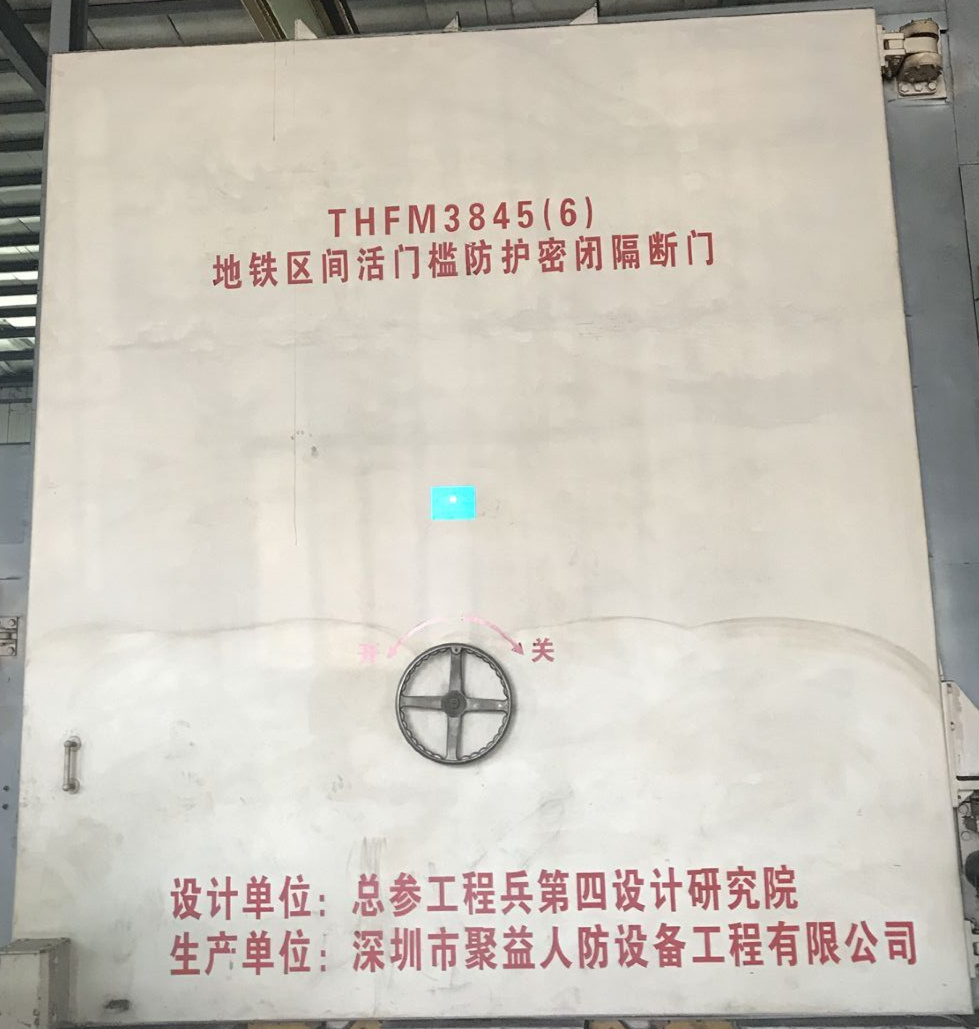 THFM3845(6)
地铁区间活门槛防护密闭隔断门
开 关
设计单位：总参工程兵第四设计研究院
生产单位：深圳市聚益人防设备工程有限公司